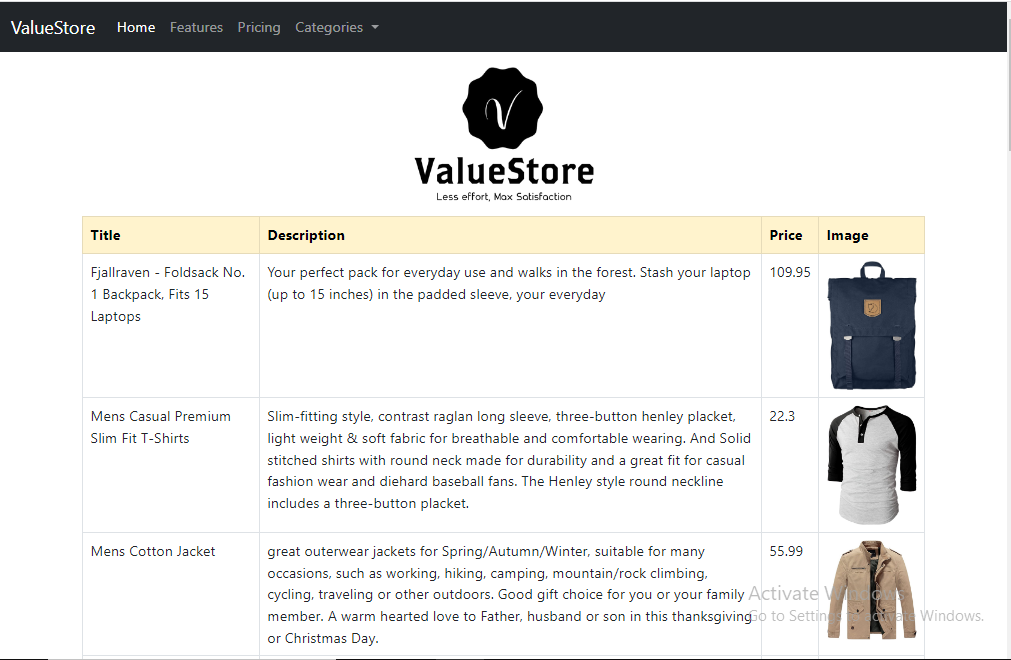 ValueStore Home Features Pricing Categories
V
ValueStore
Less effort, Max Satisfaction
Title Description Price Image
Fjallraven - Foldsack No. 1 Backpack, Fits 15 Laptops
Your perfect pack for everyday use and walks in the forest. Stash your laptop
(up to 15 inches) in the padded sleeve, your everyday
109.95
Mens Casual Premium
Slim Fit T-Shirts
Slim-fitting style, contrast raglan long sleeve, three-button henley placket,
light weight & soft fabric for breathable and comfortable wearing. And Solid
stitched shirts with round neck made for durability and a great fit for casual
fashion wear and diehard baseball fans. The Henley style round neckline
includes a three-button placket.
22.3
Mens Cotton Jacket
great outerwear jackets for Spring/Autumn/Winter, suitable for many
occasions, such as working, hiking, camping, mountain/rock climbing,
cycling, traveling or other outdoors. Good gift choice for you or your family
member. A warm hearted love to Father, husband or son in this thanksgiving
or Christmas Day.
55.99
Activate Windows
Go to Settings to activate Windows.